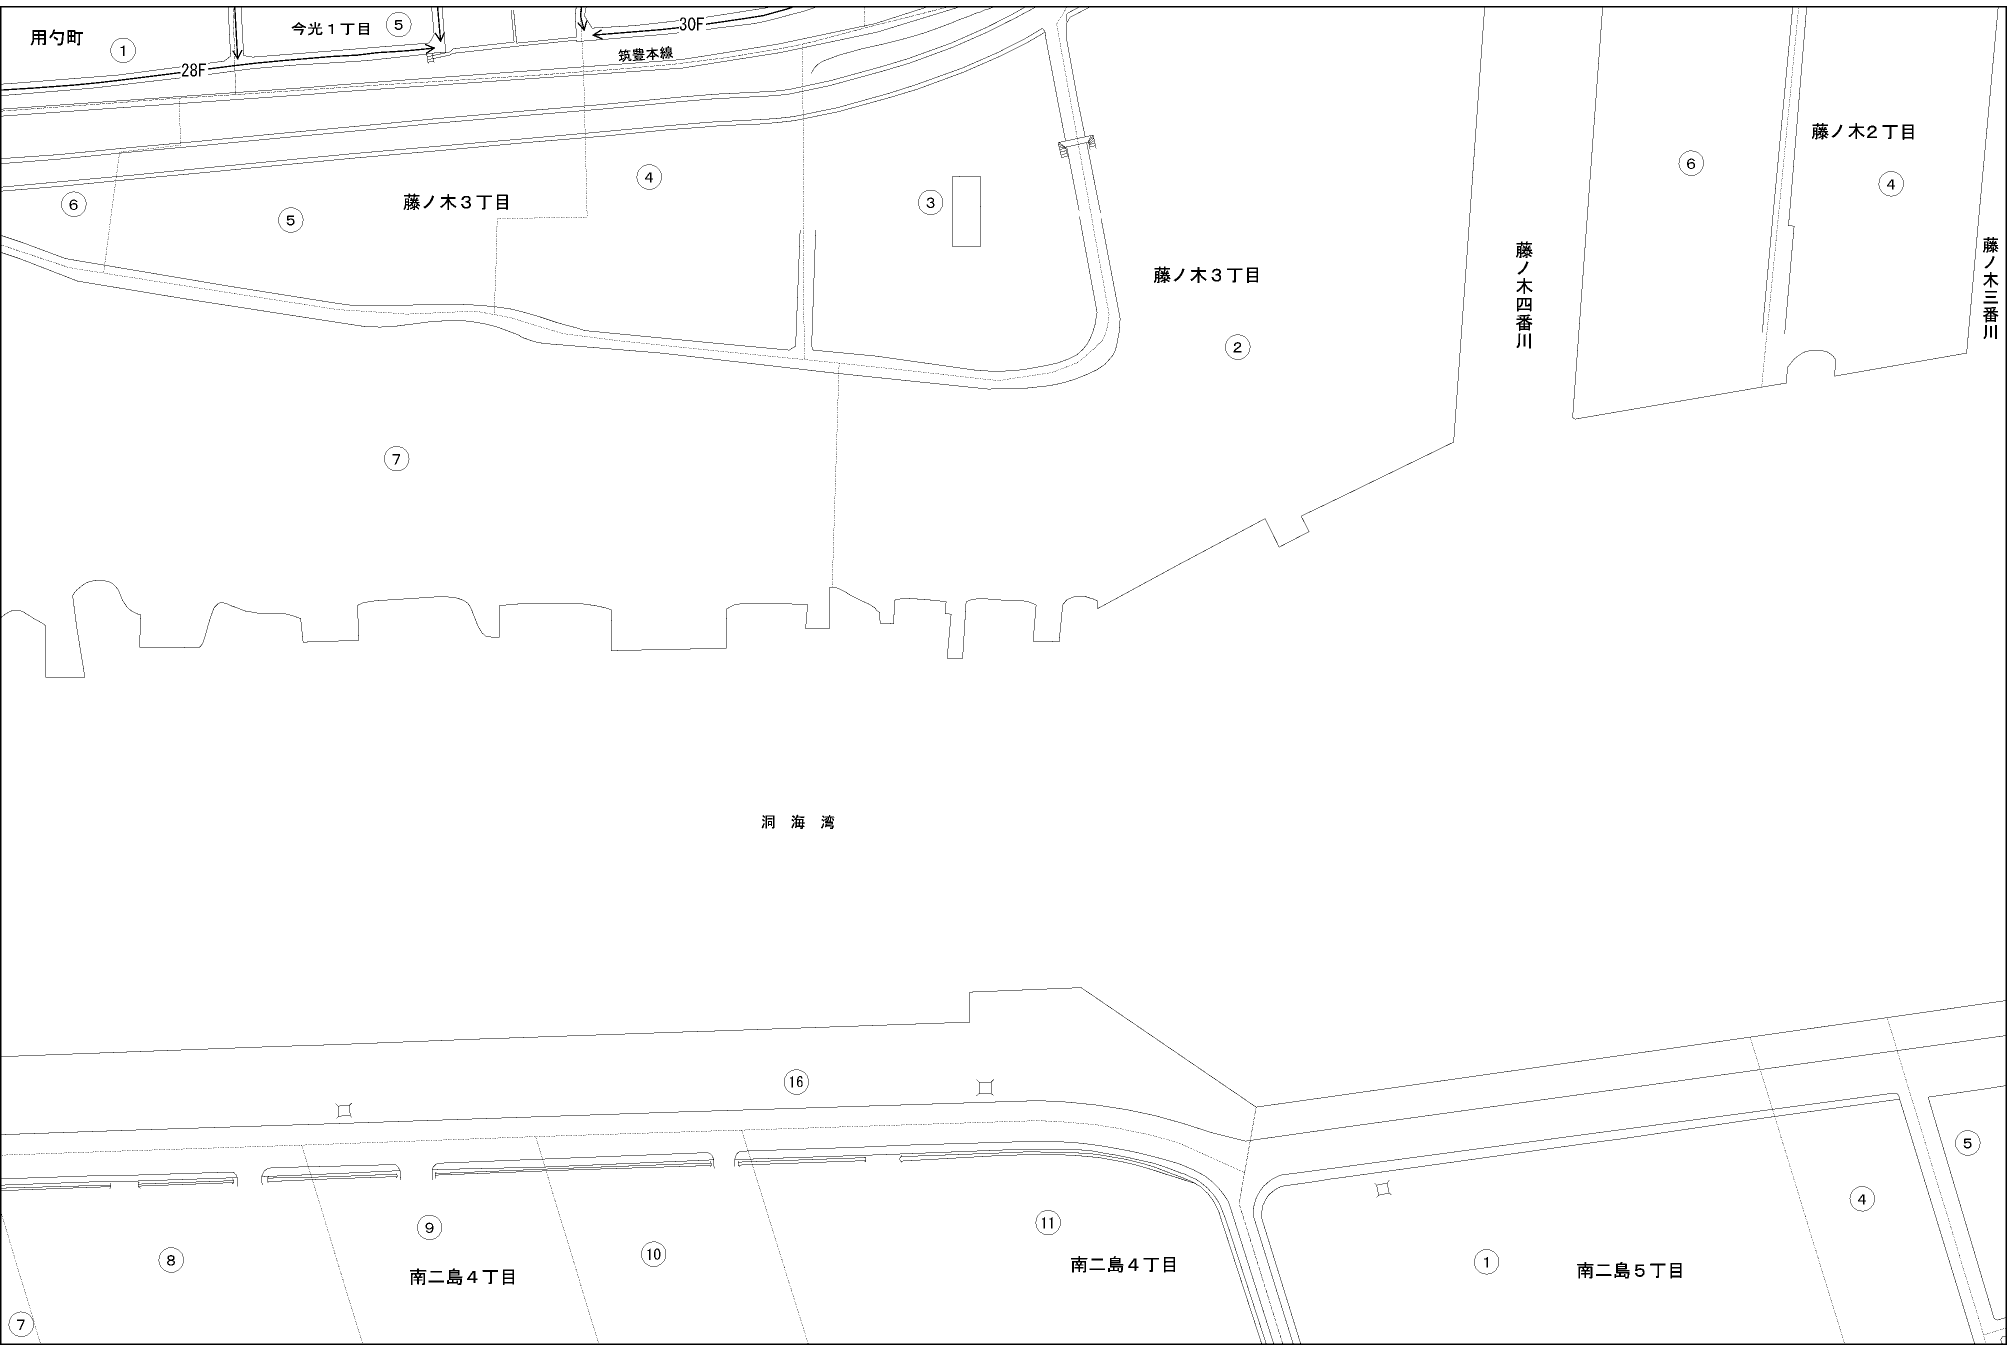 用勺町
①
今光１丁目
⑤
28F
30F
筑豊本線
⑥
⑤
藤ノ木３丁目
④
③
藤ノ木３丁目
②
藤ノ木四番川
⑥
藤ノ木２丁目
④
藤ノ木三番川
⑦
洞海湾
⑯
⑦
⑧
⑨
南二島４丁目
⑩
⑪
南二島４丁目
①
南二島５丁目
④
⑤